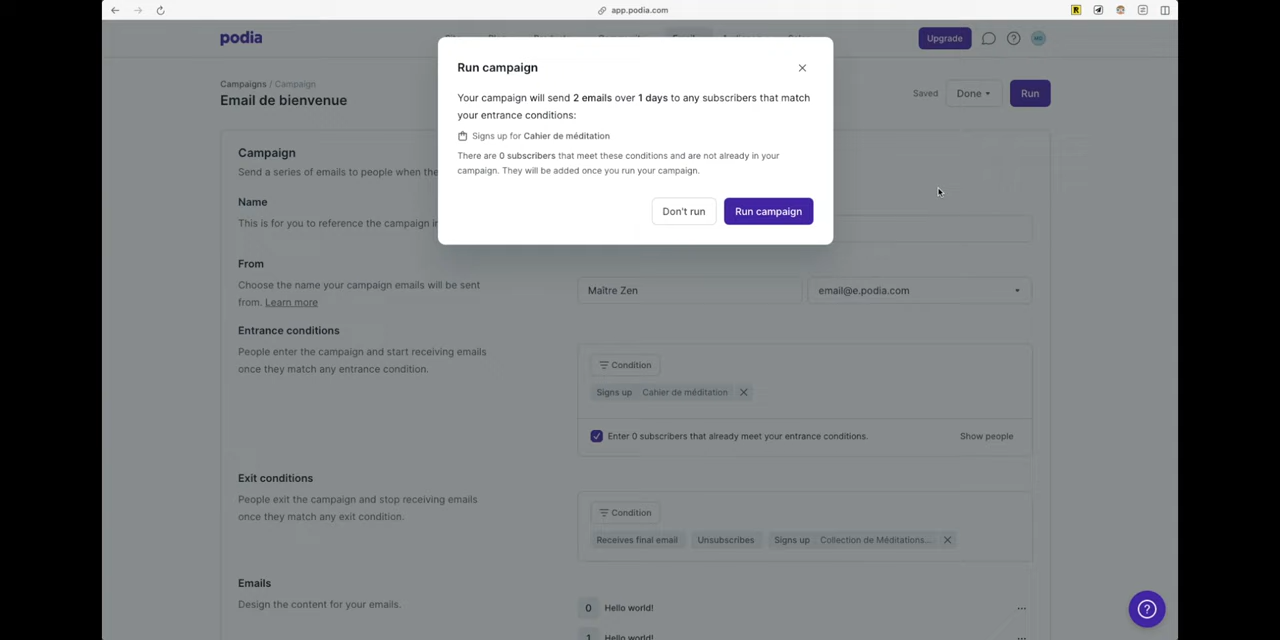 app.podia.com
podia
Upgrade
Campaigns / Campaign
Email de bienvenue
Saved
Done
Run
Run campaign
Your campaign will send 2 emails over 1 days to any subscribers that match
your entrance conditions:
Signs up for Cahier de méditation
There are 0 subscribers that meet these conditions and are not already in your
campaign. They will be added once you run your campaign.
Don't run
Run campaign
Campaign
Send a series of emails to people when the
Name
This is for you to reference the campaign in
From
Choose the name your campaign emails will be sent
from. Learn more
Maître Zen
email@e.podia.com
Entrance conditions
People enter the campaign and start receiving emails
once they match any entrance condition.
Condition
Signs up Cahier de méditation
Enter 0 subscribers that already meet your entrance conditions.
Show people
Exit conditions
People exit the campaign and stop receiving emails
once they match any exit condition.
Condition
Receives final email
Unsubscribes
Signs up Collection de Méditations...
Emails
Design the content for your emails.
0 Hello world!
1 Hello world!